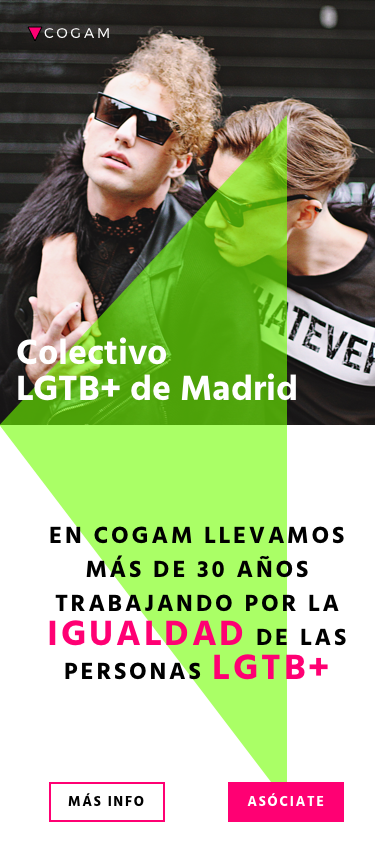 COGAM
WHATEVER
Colectivo
LGTB+ de Madrid
EN COGAM LLEVAMOS
MÁS DE 30 AÑOS
TRABAJANDO POR LA
IGUALDAD DE LAS
PERSONAS LGTB+
MÁS INFO
ASÓCIATE